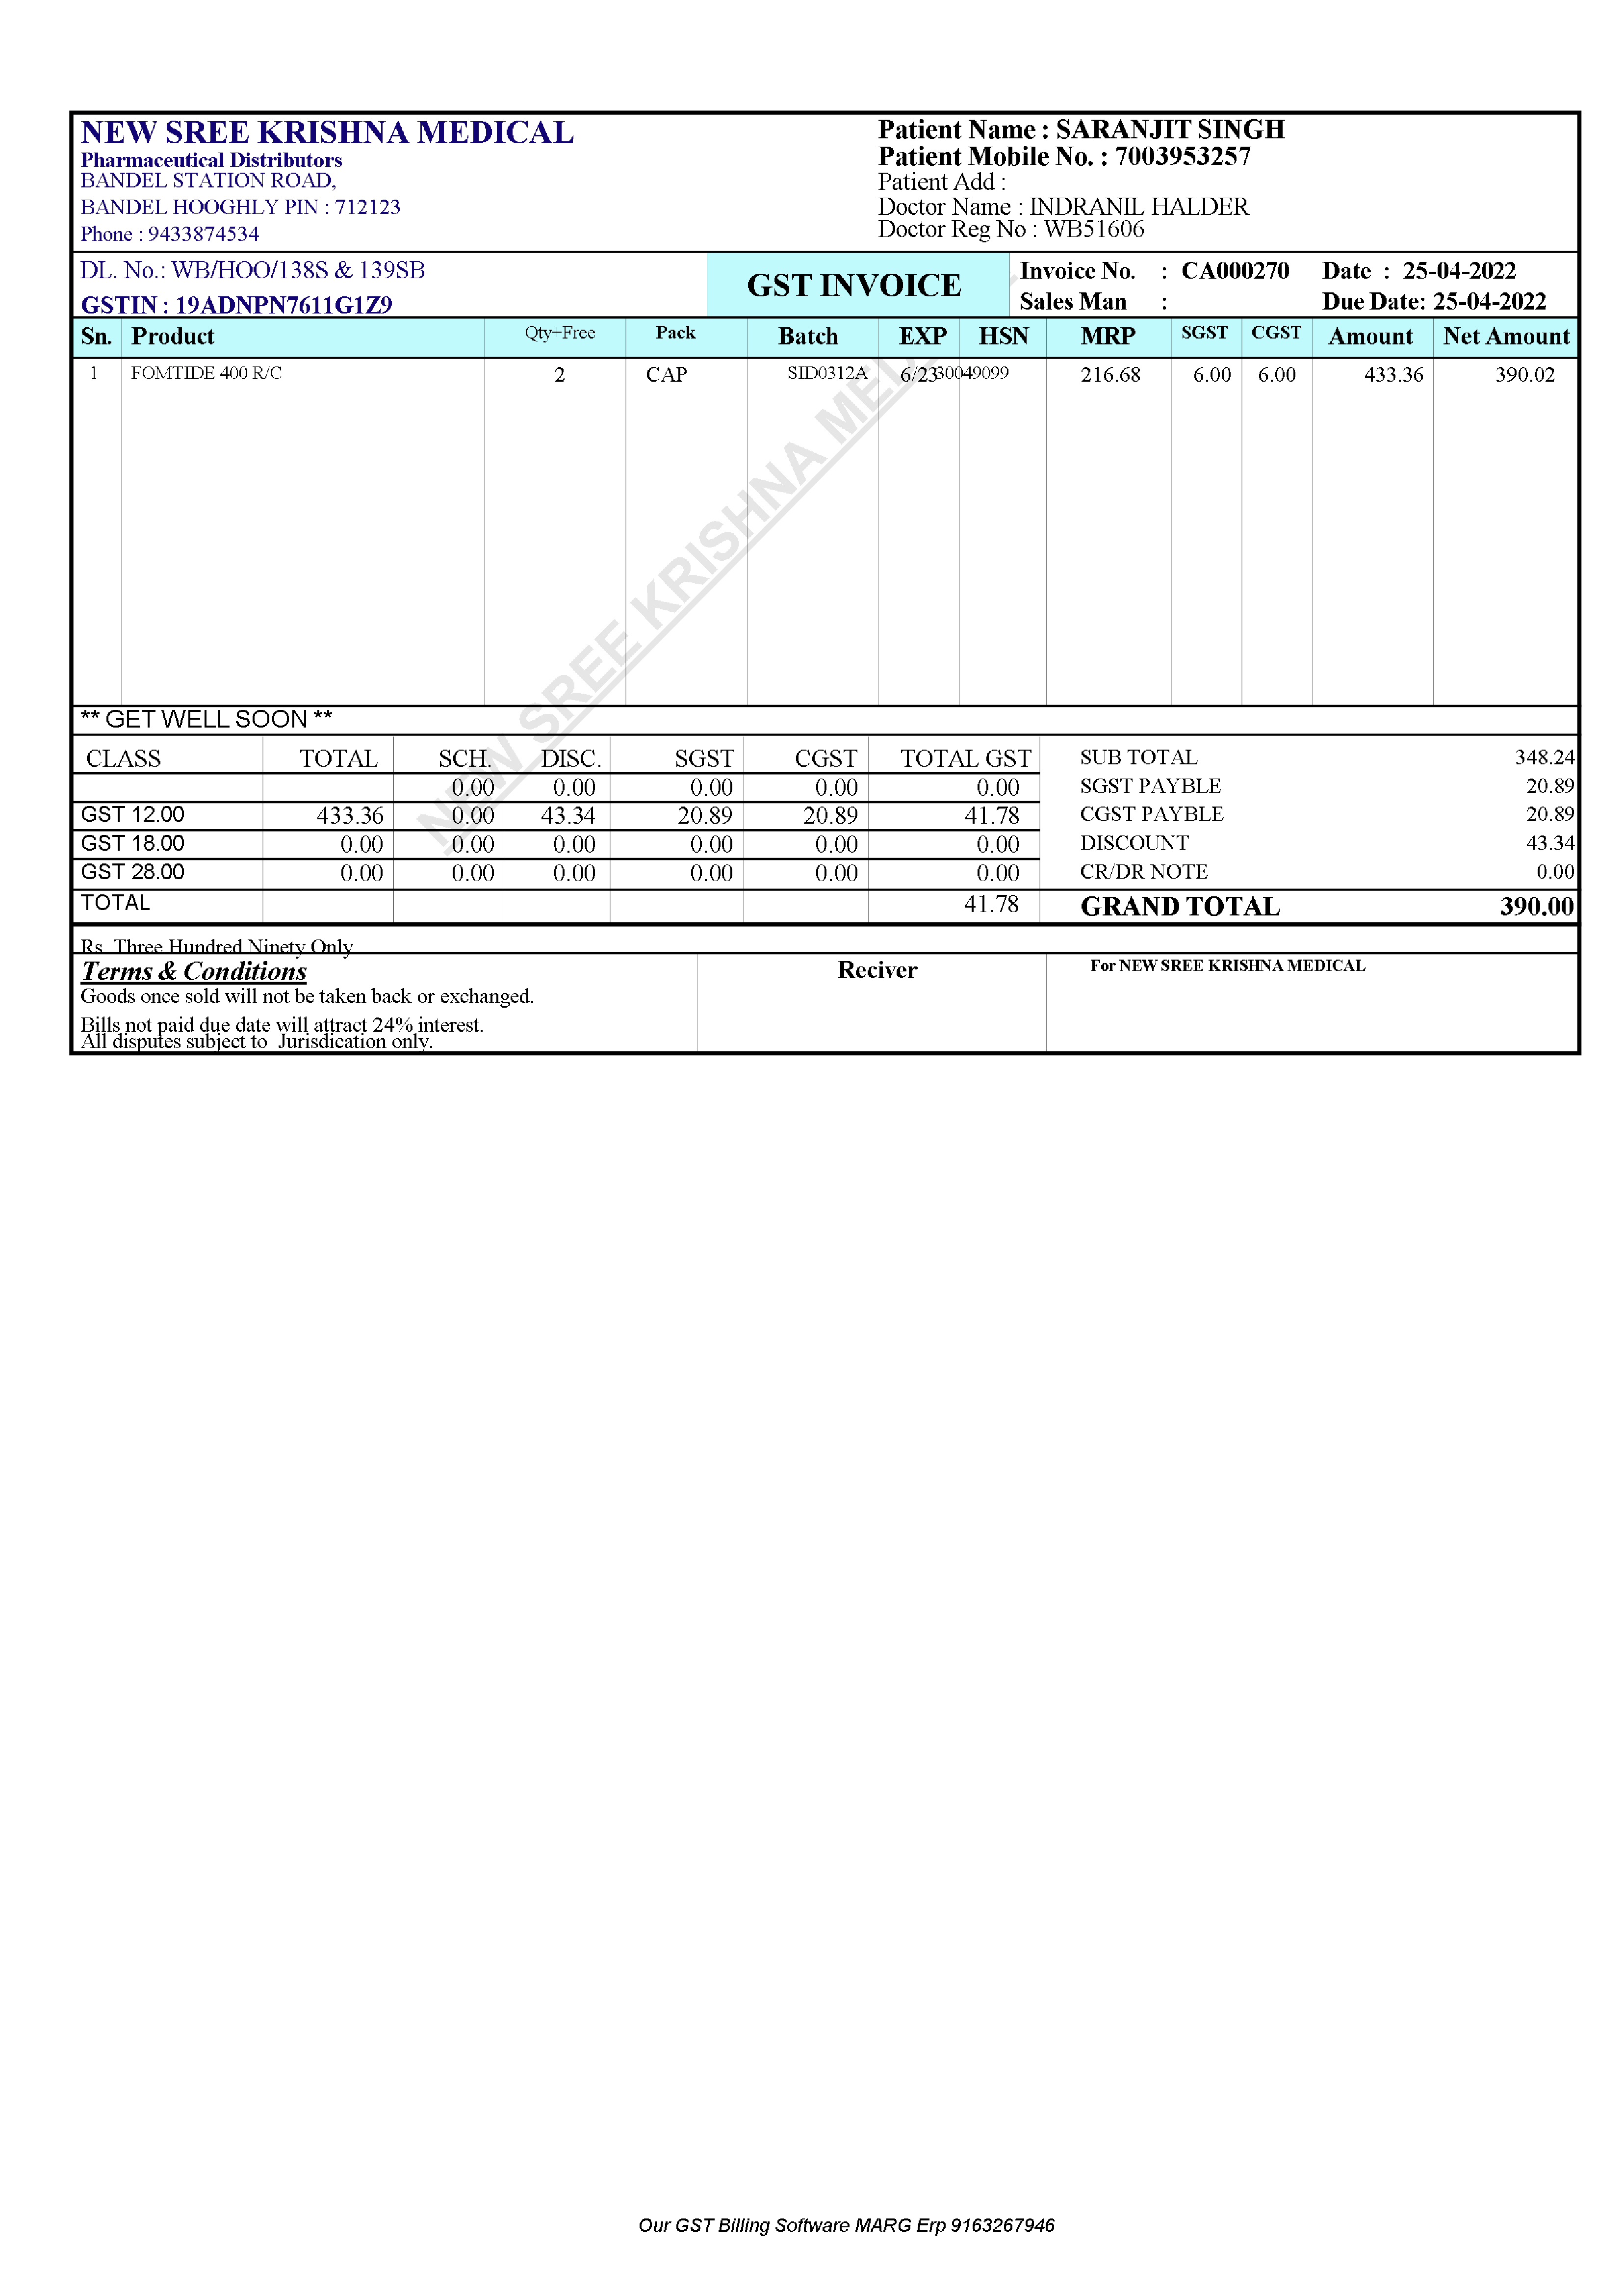 NEW SREE KRISHNA MEDICAL
Pharmaceutical Distributors
BANDEL STATION ROAD,
BANDEL HOOGHLY PIN : 712123
Phone : 9433874534
Patient Name : SARANJIT SINGH
Patient Mobile No. : 7003953257
Patient Add :
Doctor Name : INDRANIL HALDER
Doctor Reg No : WB51606
DL. No.: WB/HOO/138S & 139SB
GSTIN : 19ADNPN7611G1Z9
GST INVOICE
Invoice No. : CA000270 Date : 25-04-2022
Sales Man : Due Date: 25-04-2022
Sn. Product Qty+Free Pack Batch EXP HSN MRP SGST CGST Amount Net Amount
1 FOMTIDE 400 R/C 2 CAP SID0312A 6/23 30049099 216.68 6.00 6.00 433.36 390.02
NEW SREE KRISHNA MED
** GET WELL SOON **
CLASS TOTAL SCH. DISC. SGST CGST TOTAL GST
0.00 0.00 0.00 0.00 0.00
GST 12.00 433.36 0.00 43.34 20.89 20.89 41.78
GST 18.00 0.00 0.00 0.00 0.00 0.00 0.00
GST 28.00 0.00 0.00 0.00 0.00 0.00 0.00
TOTAL 41.78
SUB TOTAL 348.24
SGST PAYBLE 20.89
CGST PAYBLE 20.89
DISCOUNT 43.34
CR/DR NOTE 0.00
GRAND TOTAL 390.00
Rs. Three Hundred Ninety Only
Terms & Conditions
Goods once sold will not be taken back or exchanged.
Bills not paid due date will attract 24% interest.
All disputes subject to Jurisdication only.
Reciver
For NEW SREE KRISHNA MEDICAL
Our GST Billing Software MARG Erp 9163267946